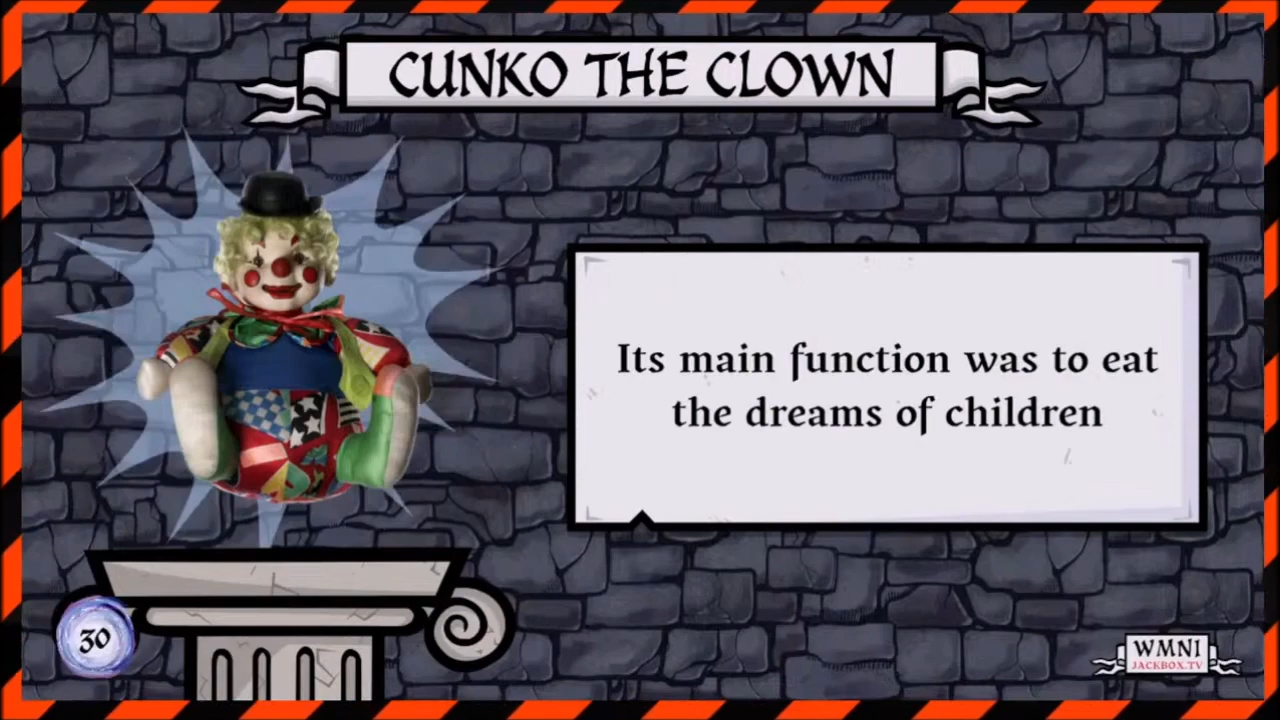 CUNKO THE CLOWN
Its main function was to eat
the dreams of children
30
WMNI
JACKBOX.TV